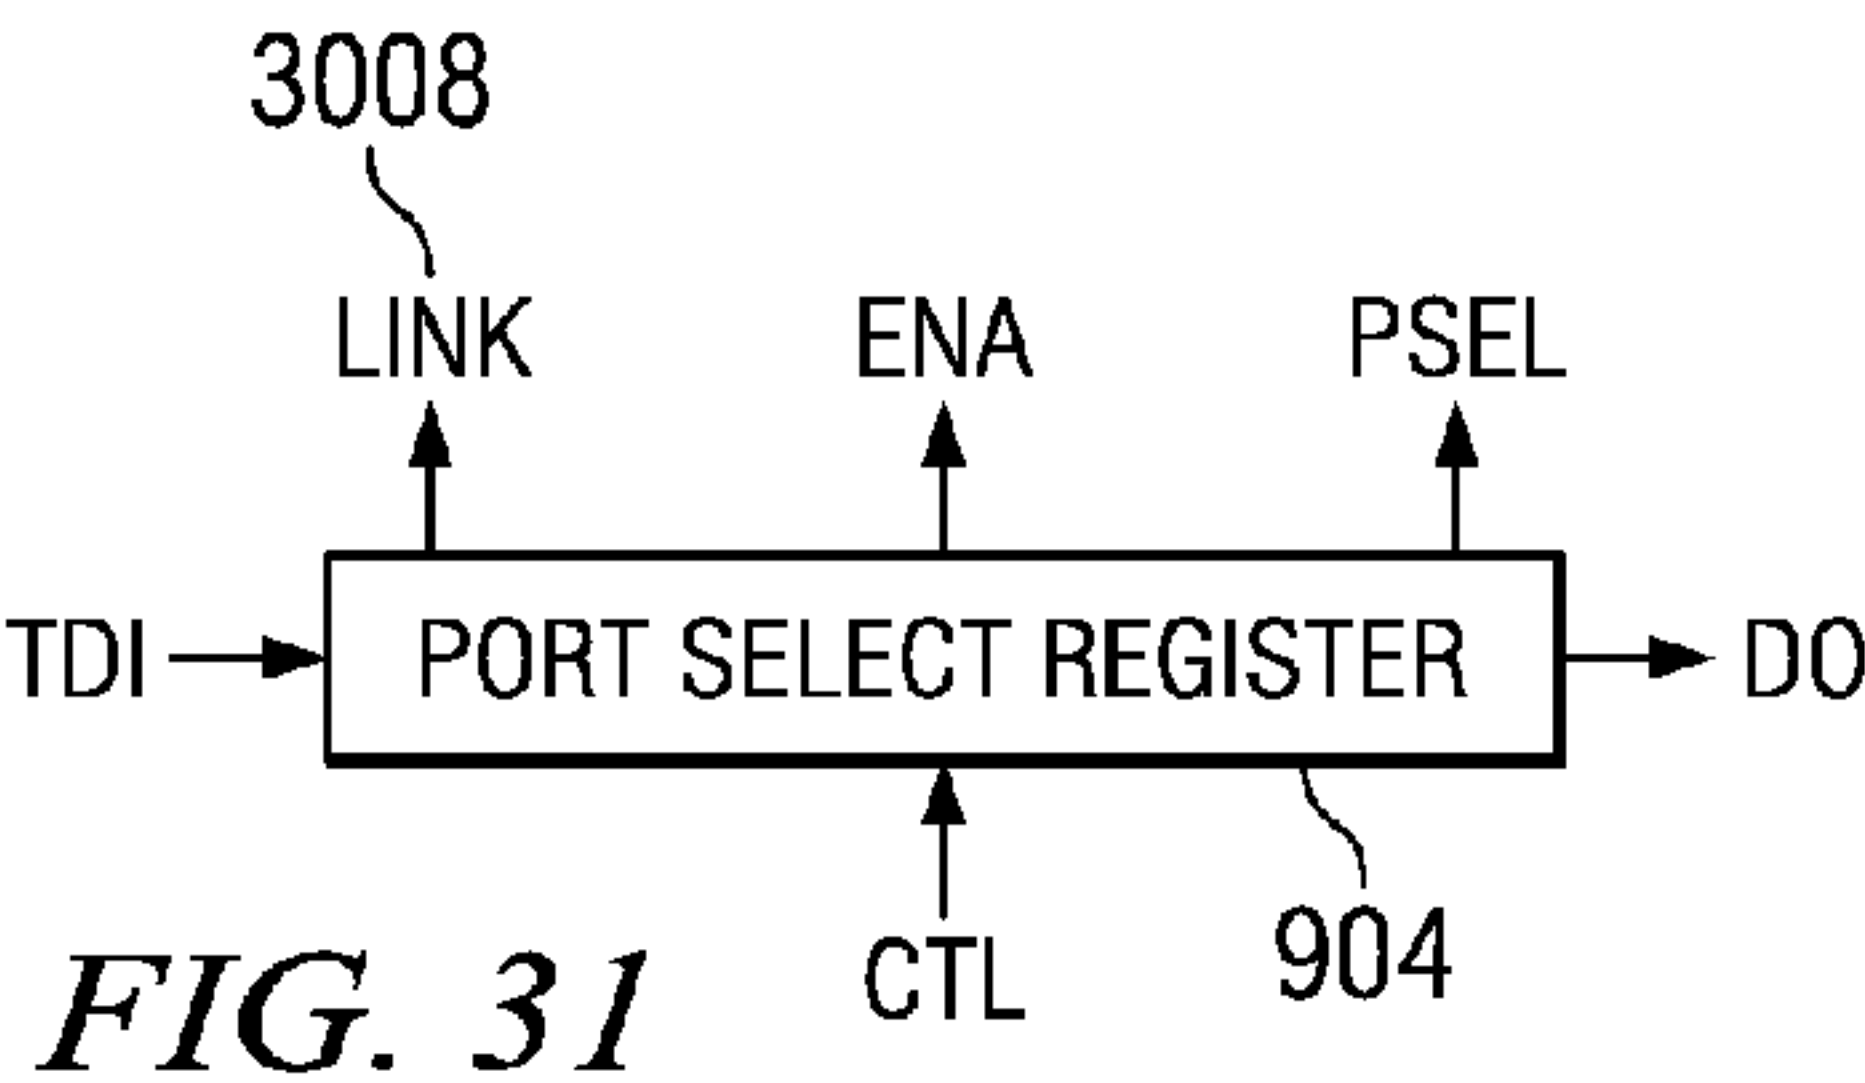 3008
LINK ENA PSEL
TDI PORT SELECT REGISTER DO
CTL 904
FIG. 31